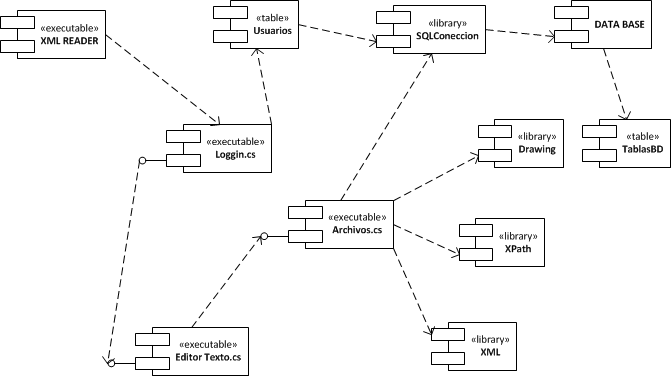 «executable»
XML READER
«table»
Usuarios
«library»
SQLConeccion
DATA BASE
«executable»
Loggin.cs
«library»
Drawing
«table»
TablasBD
«executable»
Archivos.cs
«library»
XPath
«executable»
Editor Texto.cs
«library»
XML